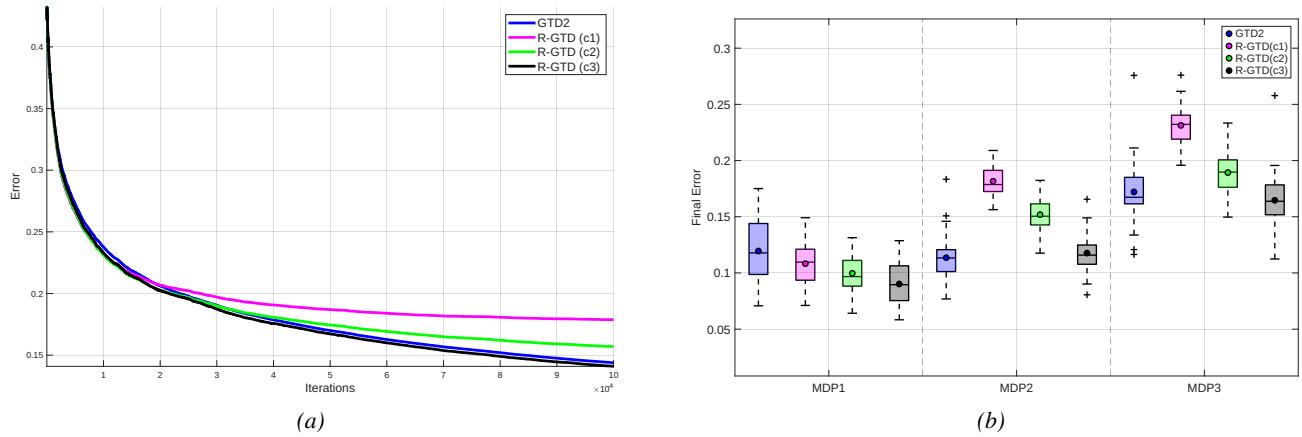 GTD2
R-GTD (c1)
R-GTD (c2)
R-GTD (c3)
0.4
0.3
0.25
0.2
0.15
Error
1 2 3 4 5 6 7 8 9 10
Iterations
×10⁴
(a)
GTD2
R-GTD(c1)
R-GTD(c2)
R-GTD(c3)
0.3
0.25
0.2
0.15
0.1
0.05
Final Error
MDP1 MDP2 MDP3
(b)